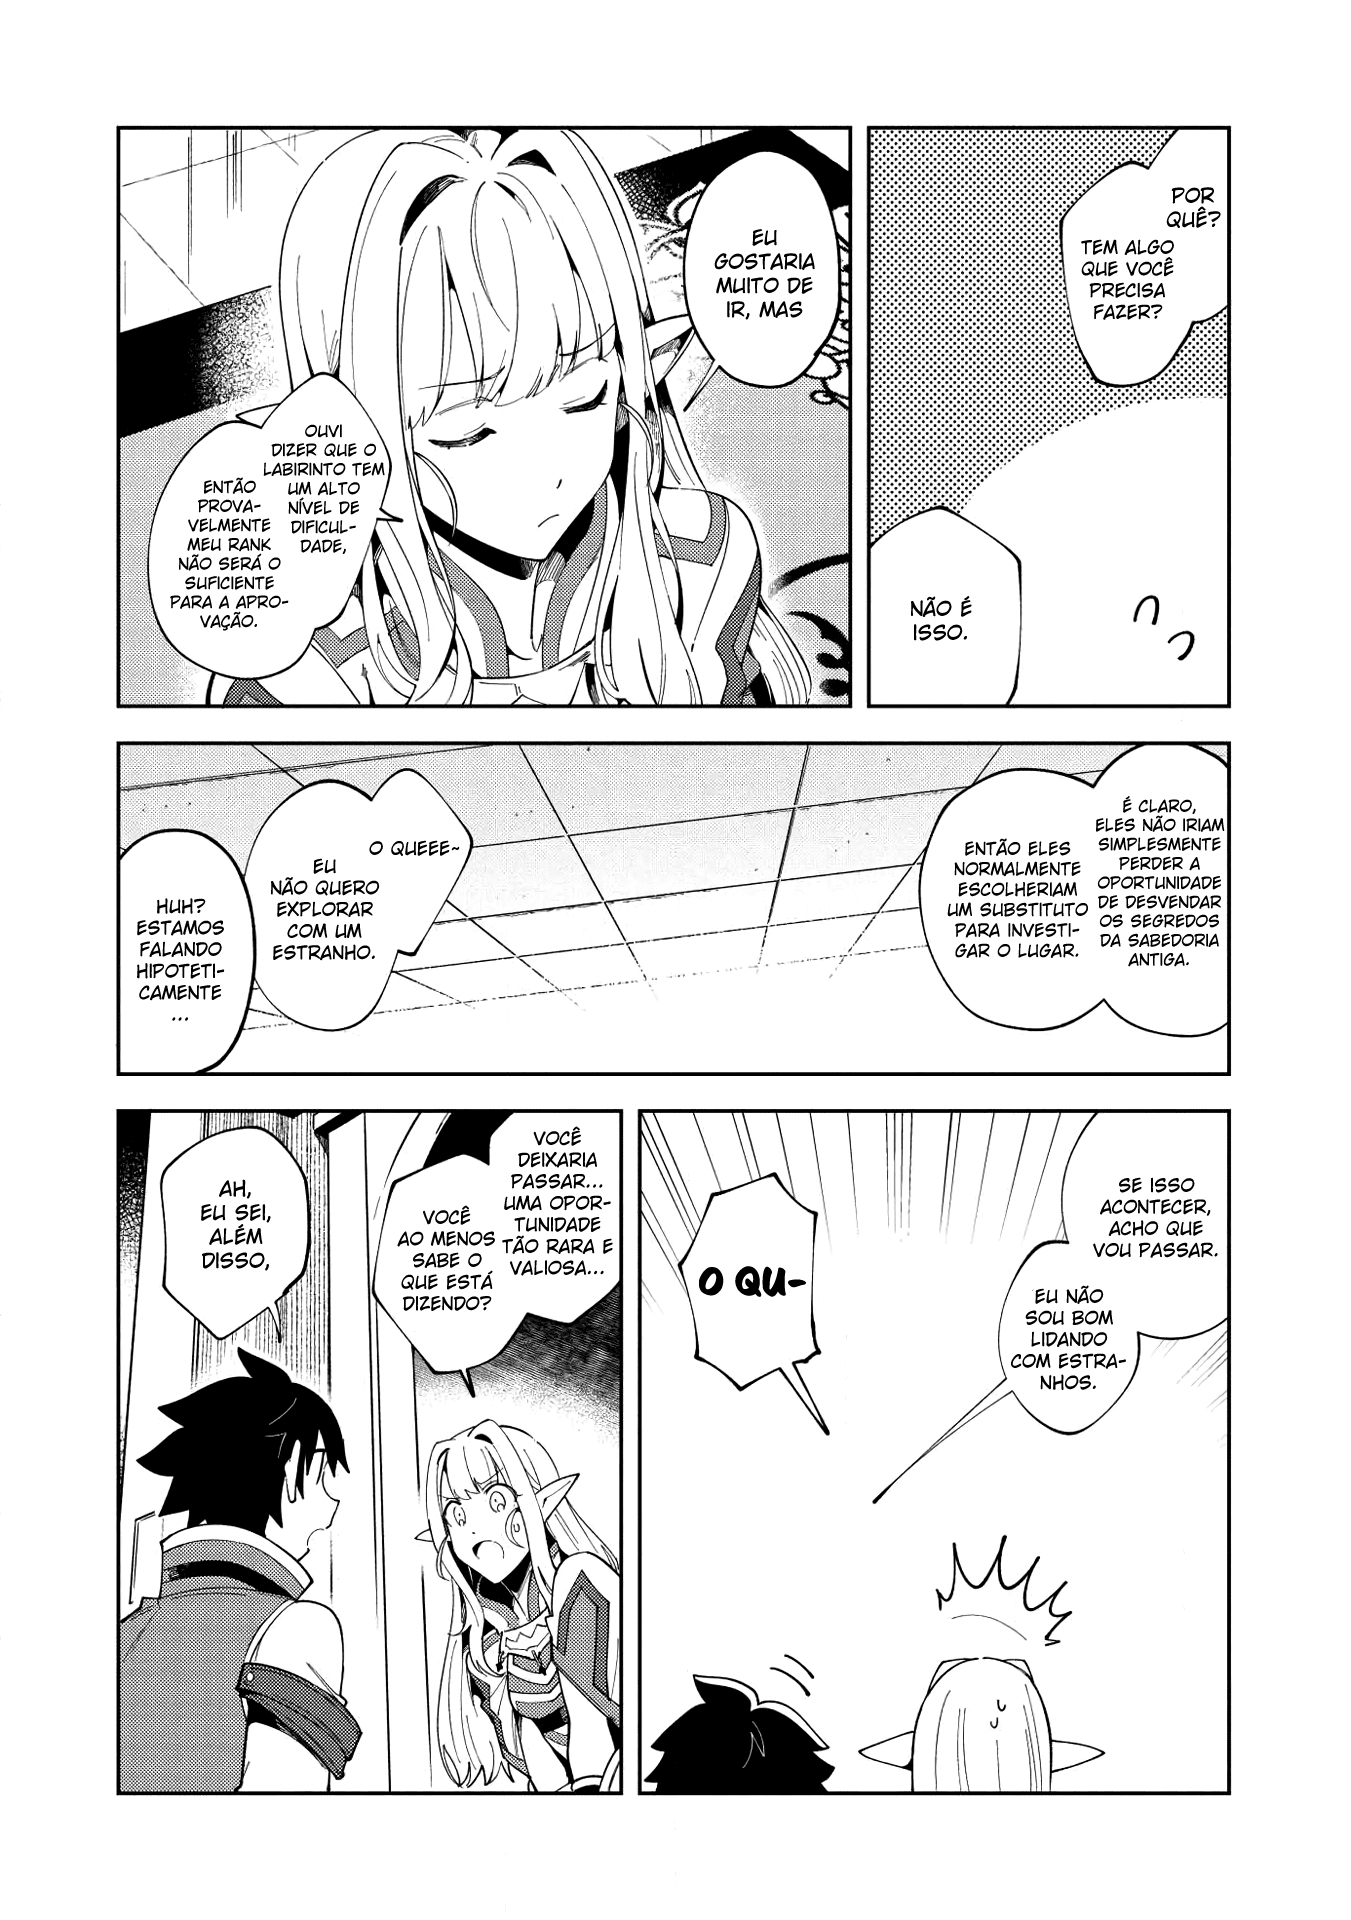 POR
QUÊ?
TEM ALGO
QUE VOCÊ
PRECISA
FAZER?
NÃO É
ISSO.
EU
GOSTARIA
MUITO DE
IR, MAS
OUVI
DIZER QUE O
LABIRINTO TEM
UM ALTO
NÍVEL DE
DIFICUL-
DADE,
ENTÃO
PROVA-
VELMENTE
MEU RANK
NÃO SERÁ O
SUFICIENTE
PARA A APRO-
VAÇÃO.
É CLARO,
ELES NÃO IRIAM
SIMPLESMENTE
PERDER A
OPORTUNIDADE
DE DESVENDAR
OS SEGREDOS
DA SABEDORIA
ANTIGA.
ENTÃO ELES
NORMALMENTE
ESCOLHERIAM
UM SUBSTITUTO
PARA INVESTI-
GAR O LUGAR.
O QUEEE~
EU
NÃO QUERO
EXPLORAR
COM UM
ESTRANHO.
HUH?
ESTAMOS
FALANDO
HIPOTETI-
CAMENTE
...
SE ISSO
ACONTECER,
ACHO QUE
VOU PASSAR.
EU NÃO
SOU BOM
LIDANDO
COM ESTRA-
NHOS.
O QU-
VOCÊ
DEIXARIA
PASSAR...
UMA OPOR-
TUNIDADE
TÃO RARA E
VALIOSA...
VOCÊ
AO MENOS
SABE O
QUE ESTÁ
DIZENDO?
AH,
EU SEI,
ALÉM
DISSO,